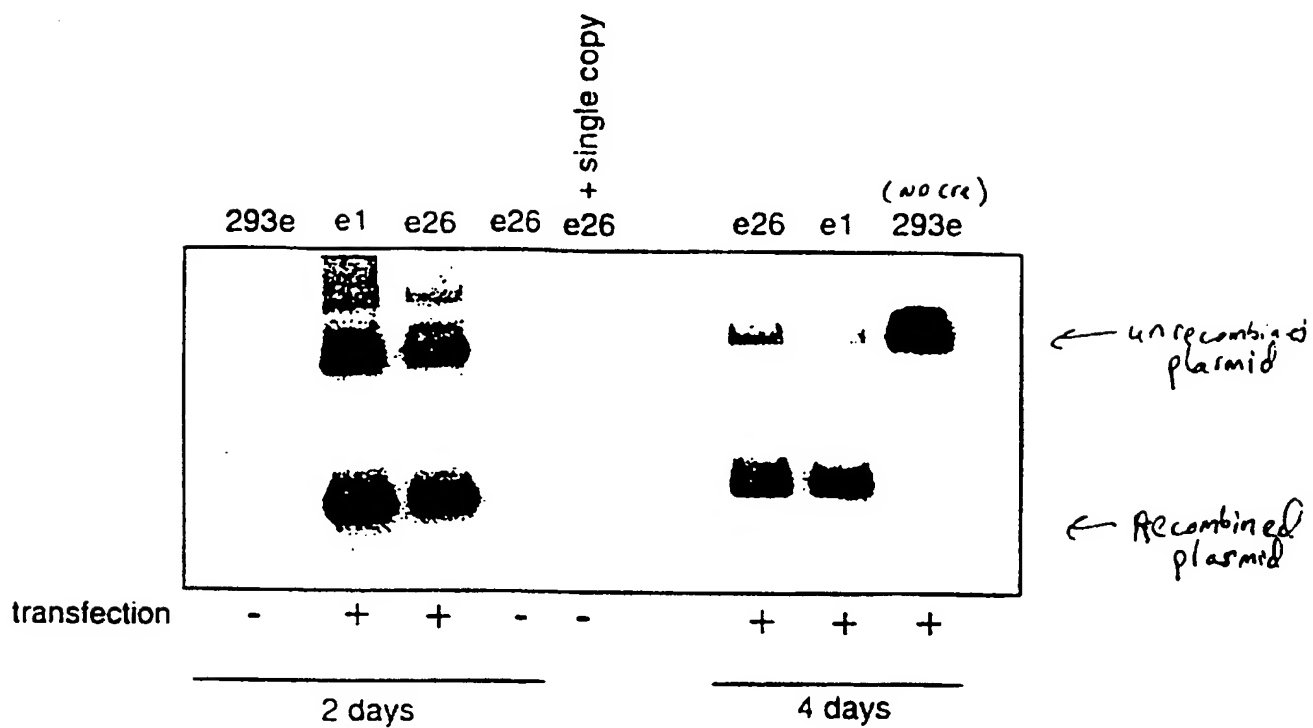 + single copy
(no cre)
293e e1 e26 e26 e26 e26 e1 293e
← unrecombined
plasmid
← Recombined
plasmid
transfection - + + - - + + +
2 days 4 days